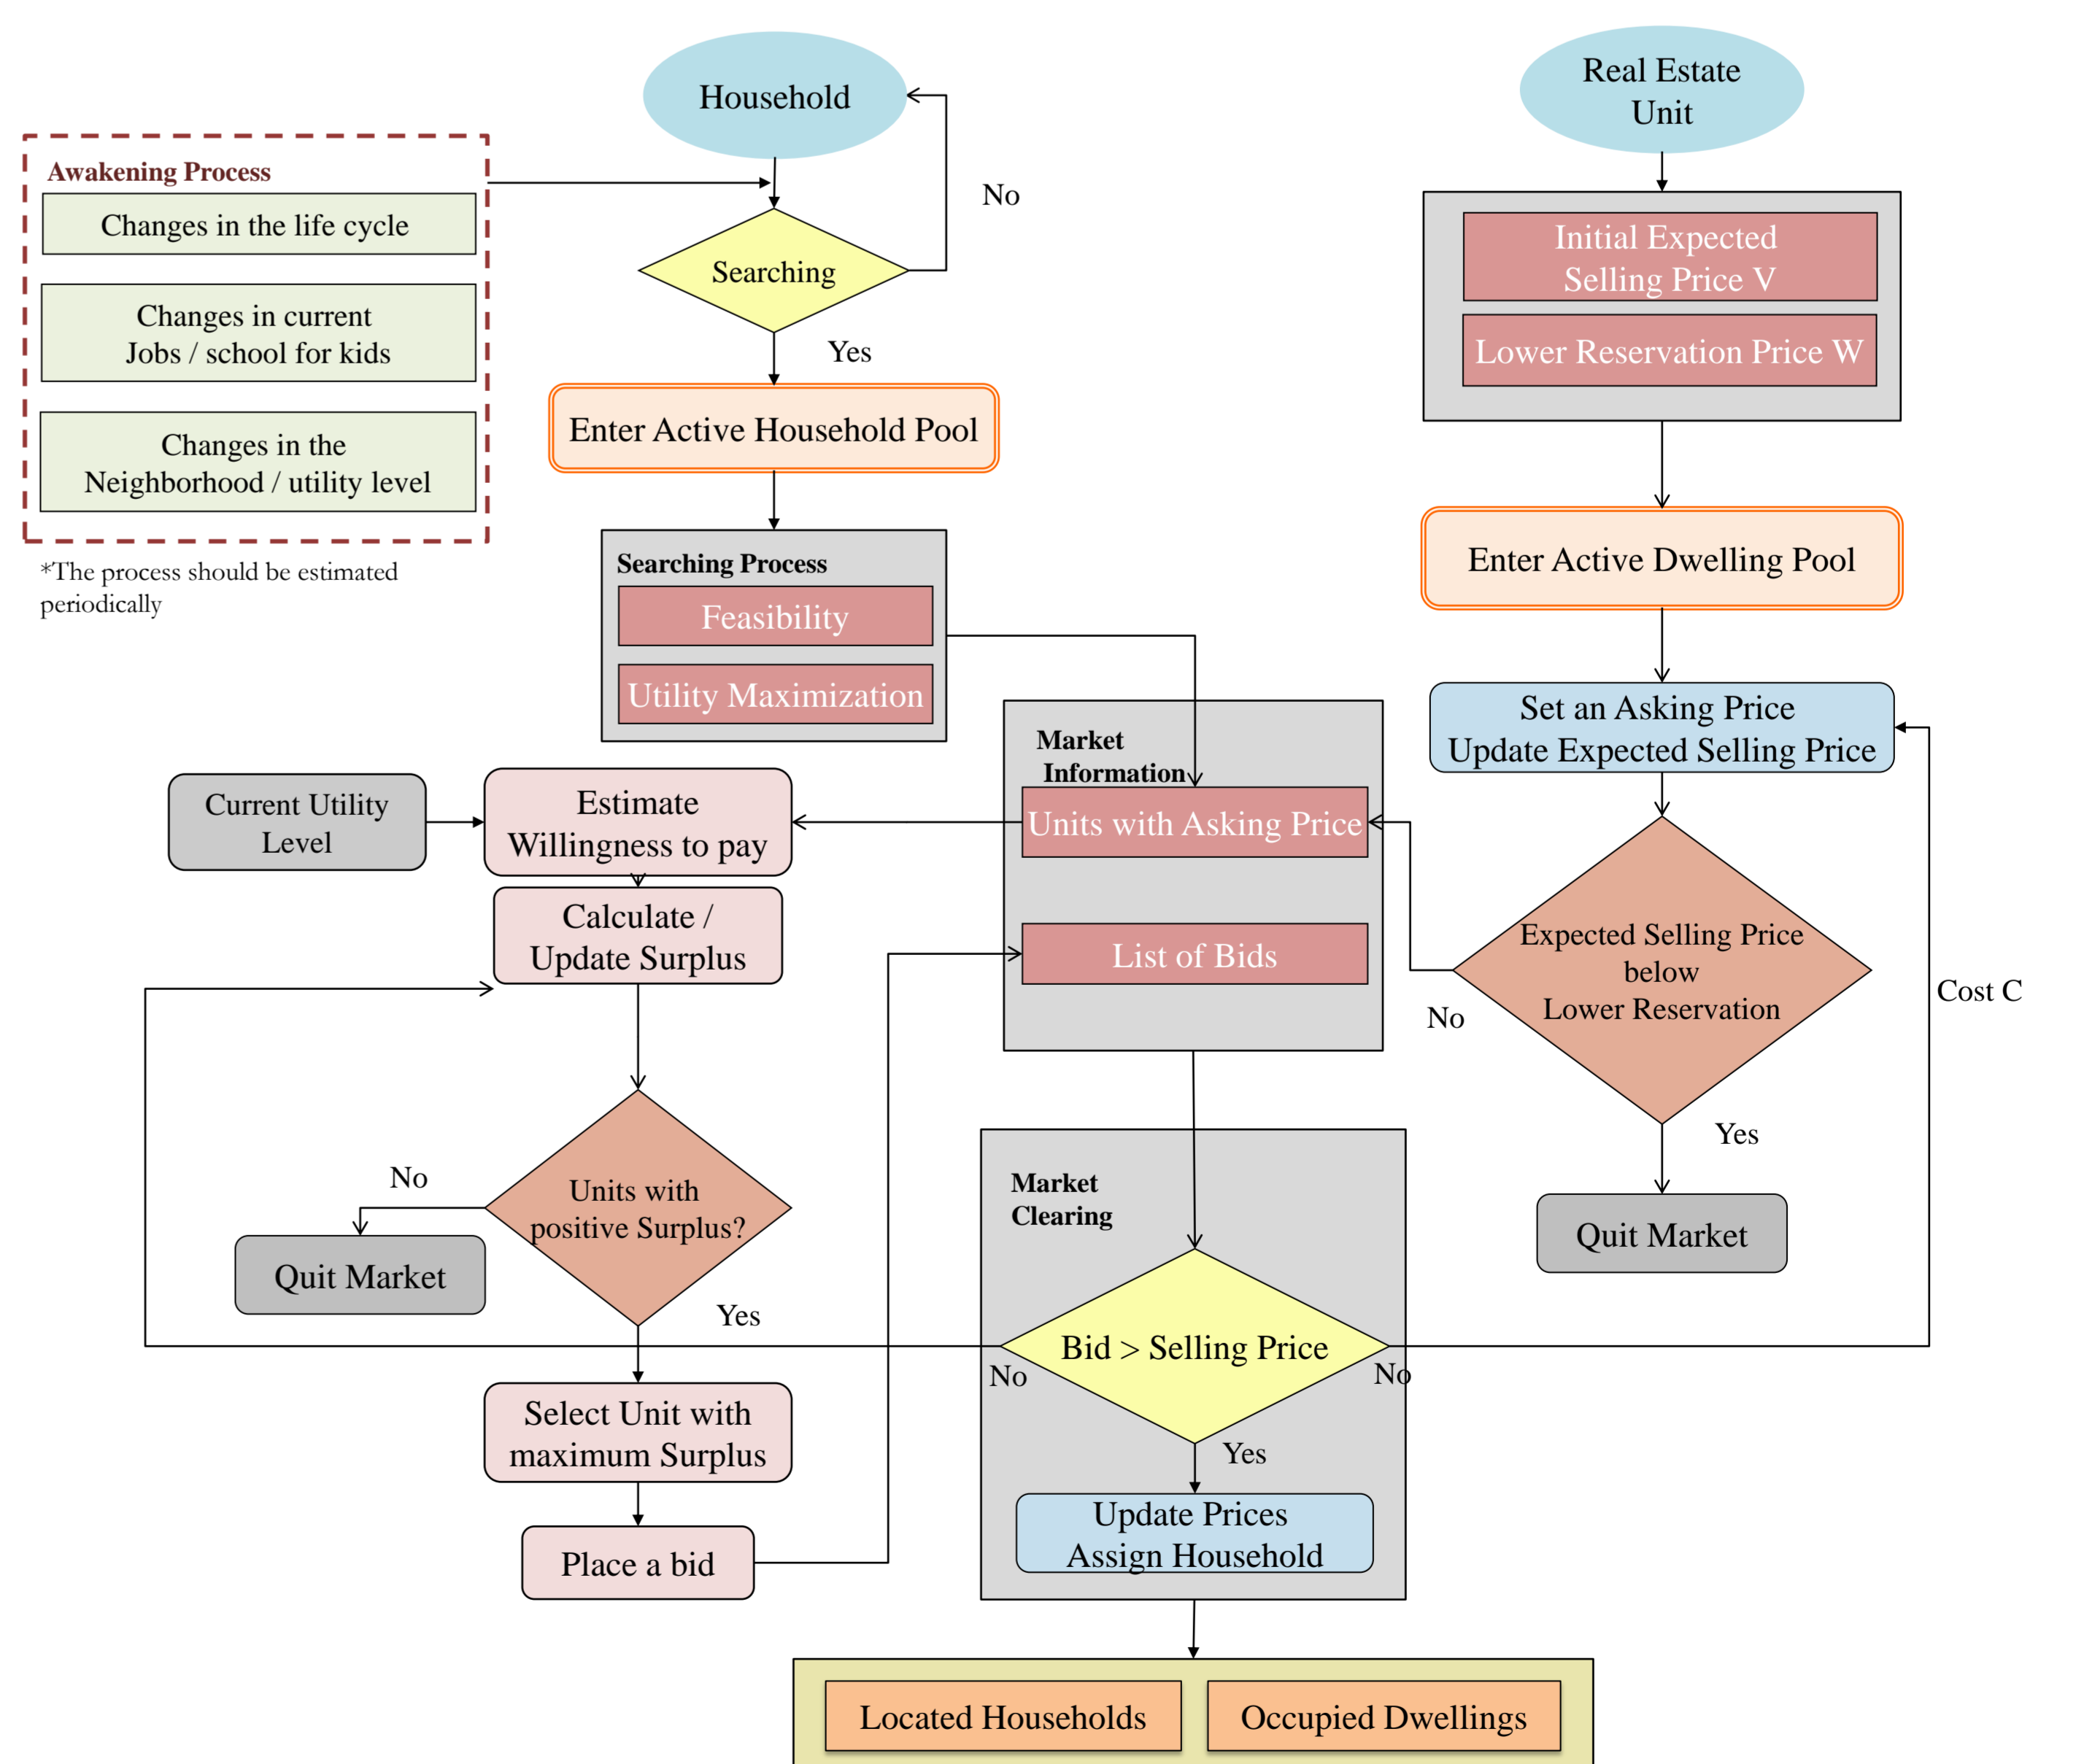 Household
Real Estate
Unit
Awakening Process
Changes in the life cycle
Changes in current
Jobs / school for kids
Changes in the
Neighborhood / utility level
*The process should be estimated
periodically
No
Searching
Yes
Enter Active Household Pool
Initial Expected
Selling Price V
Lower Reservation Price W
Enter Active Dwelling Pool
Searching Process
Feasibility
Utility Maximization
Set an Asking Price
Update Expected Selling Price
Market
Information
Units with Asking Price
List of Bids
Current Utility
Level
Estimate
Willingness to pay
Calculate /
Update Surplus
Expected Selling Price
below
Lower Reservation
No
Cost C
Yes
Quit Market
No
Units with
positive Surplus?
Quit Market
Yes
Market
Clearing
Bid > Selling Price
No
No
Yes
Select Unit with
maximum Surplus
Place a bid
Update Prices
Assign Household
Located Households
Occupied Dwellings